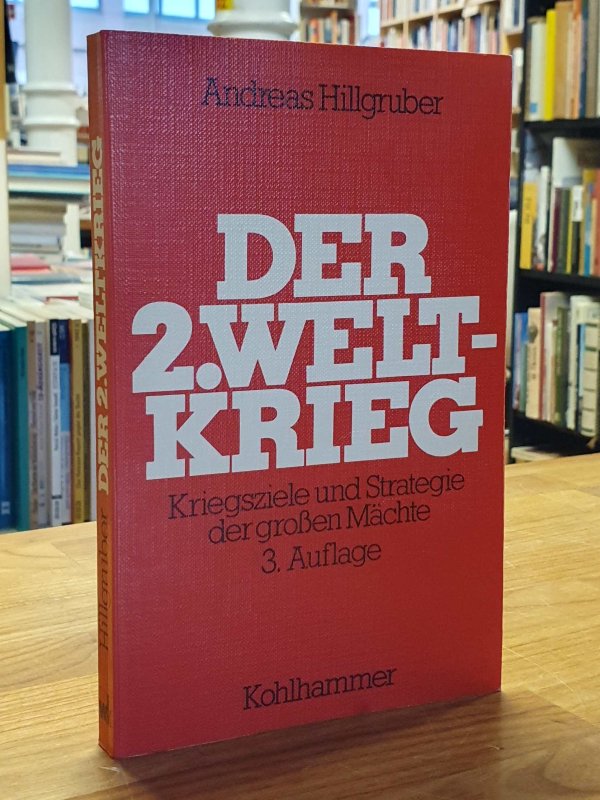 Andreas Hillgruber
DER
2.WELT-
KRIEG
Kriegsziele und Strategie
der großen Mächte
3. Auflage
Kohlhammer
Hillgruber DER 2.WELTKRIEG